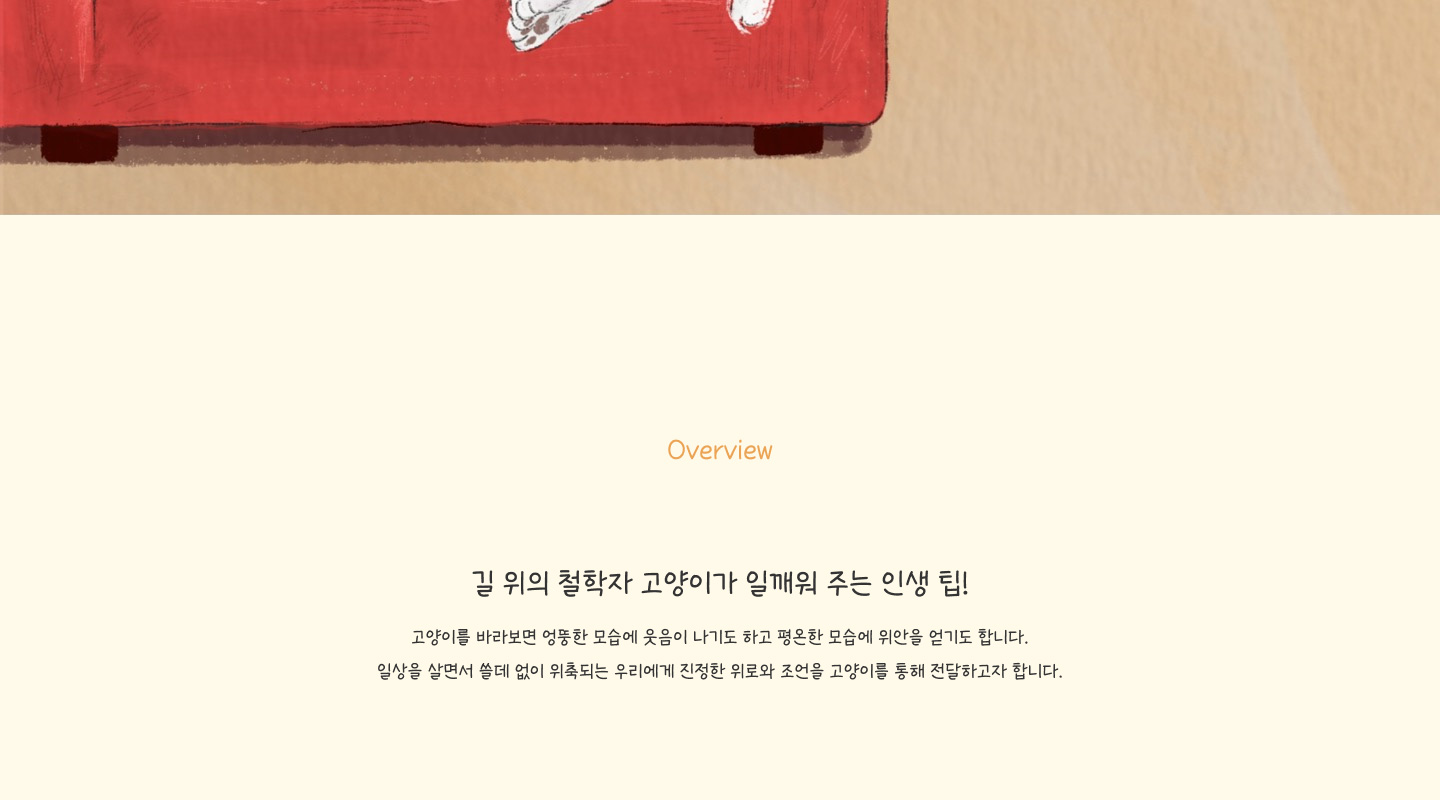 Overview
길 위의 철학자 고양이가 일깨워 주는 인생 팁!
고양이를 바라보면 엉뚱한 모습에 웃음이 나기도 하고 평온한 모습에 위안을 얻기도 합니다.
일상을 살면서 쓸데 없이 위축되는 우리에게 진정한 위로와 조언을 고양이를 통해 전달하고자 합니다.